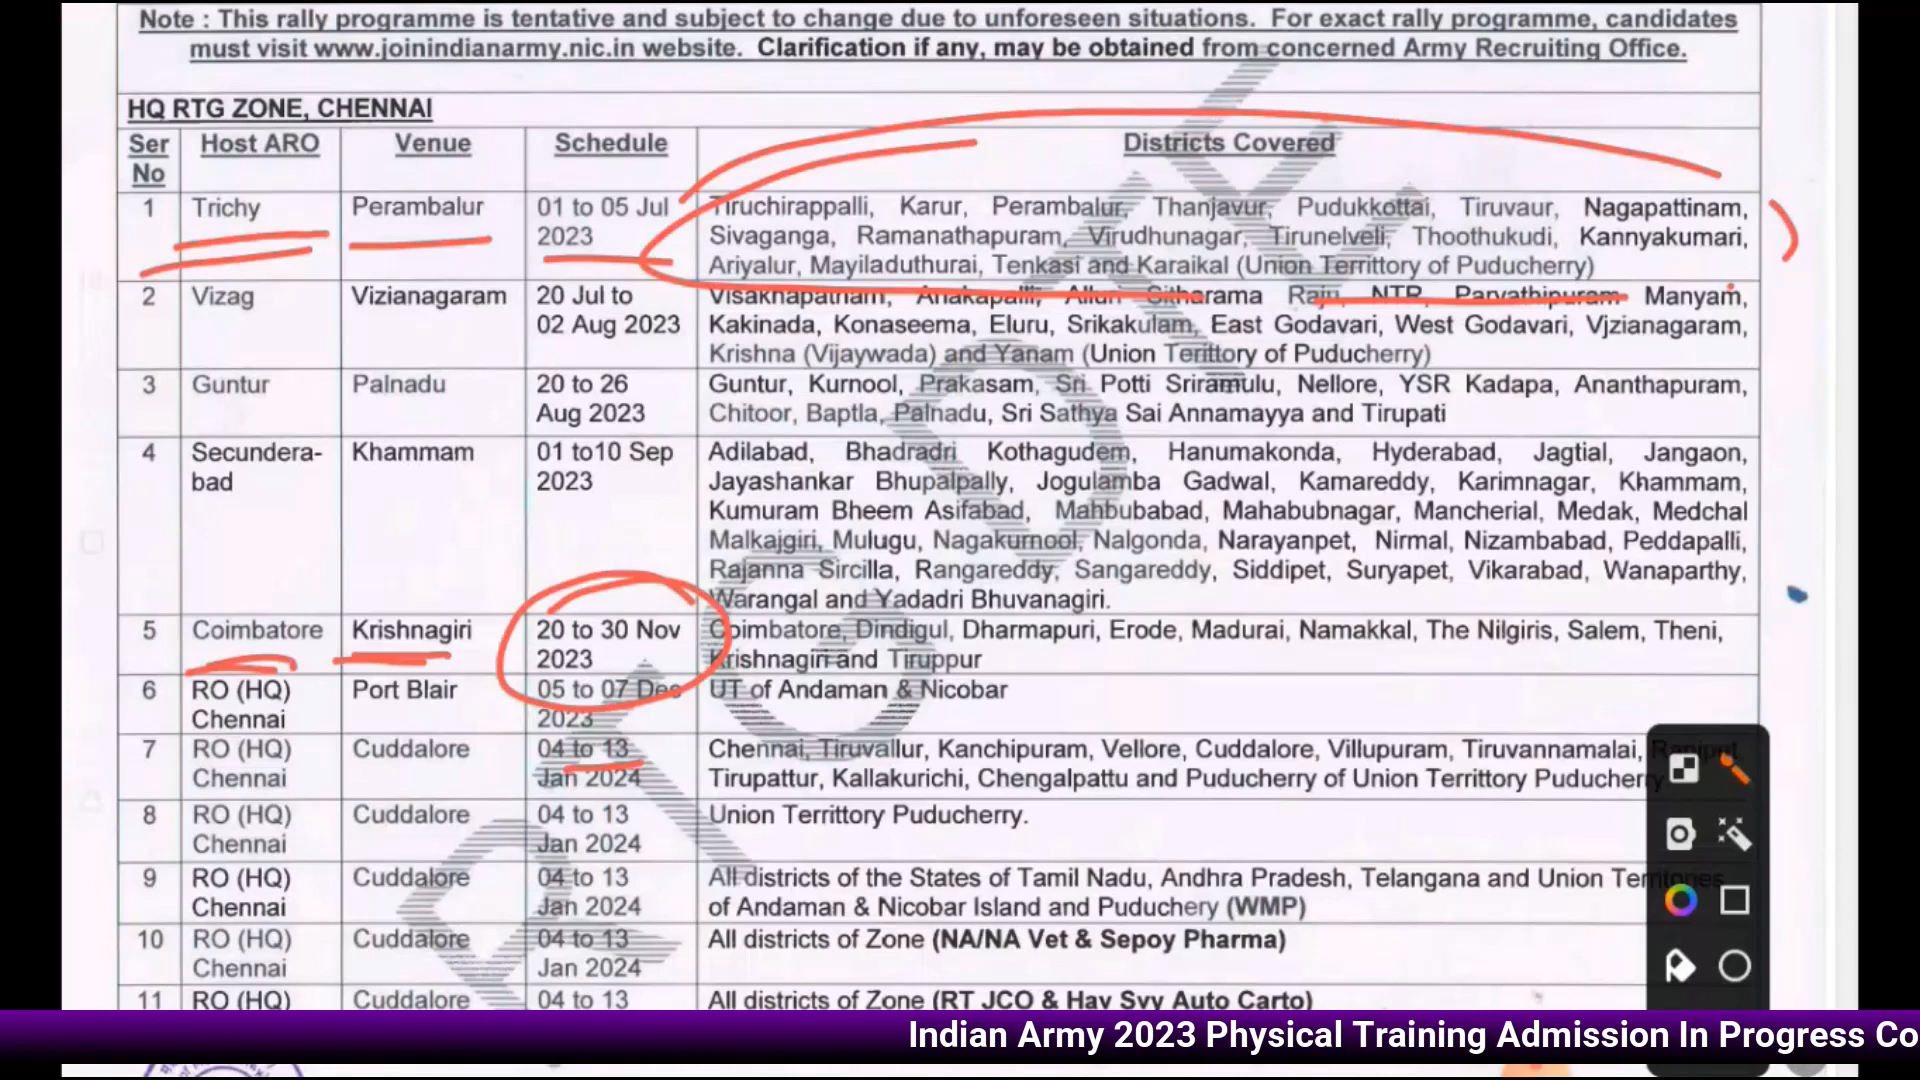 Note : This rally programme is tentative and subject to change due to unforeseen situations. For exact rally programme, candidates
must visit www.joinindianarmy.nic.in website. Clarification if any, may be obtained from concerned Army Recruiting Office.
HQ RTG ZONE, CHENNAI
Ser No Host ARO Venue Schedule Districts Covered
1 Trichy Perambalur 01 to 05 Jul Tiruchirappalli, Karur, Perambalur, Thanjavur, Pudukkottai, Tiruvaur, Nagapattinam,
2023 Sivaganga, Ramanathapuram, Virudhunagar, Tirunelveli, Thoothukudi, Kannyakumari,
Ariyalur, Mayiladuthurai, Tenkasi and Karaikal (Union Territtory of Puducherry)
2 Vizag Vizianagaram 20 Jul to Visakhapatnam, Anakapalli, Alluri Sitharama Raju, NTR, Parvathipuram Manyam,
02 Aug 2023 Kakinada, Konaseema, Eluru, Srikakulam, East Godavari, West Godavari, Vjzianagaram,
Krishna (Vijaywada) and Yanam (Union Terittory of Puducherry)
3 Guntur Palnadu 20 to 26 Guntur, Kurnool, Prakasam, Sri Potti Sriramulu, Nellore, YSR Kadapa, Ananthapuram,
Aug 2023 Chitoor, Baptla, Palnadu, Sri Sathya Sai Annamayya and Tirupati
4 Secundera- Khammam 01 to10 Sep Adilabad, Bhadradri Kothagudem, Hanumakonda, Hyderabad, Jagtial, Jangaon,
bad 2023 Jayashankar Bhupalpally, Jogulamba Gadwal, Kamareddy, Karimnagar, Khammam,
Kumuram Bheem Asifabad, Mahbubabad, Mahabubnagar, Mancherial, Medak, Medchal
Malkajgiri, Mulugu, Nagakurnool, Nalgonda, Narayanpet, Nirmal, Nizambabad, Peddapalli,
Rajanna Sircilla, Rangareddy, Sangareddy, Siddipet, Suryapet, Vikarabad, Wanaparthy,
Warangal and Yadadri Bhuvanagiri.
5 Coimbatore Krishnagiri 20 to 30 Nov Coimbatore, Dindigul, Dharmapuri, Erode, Madurai, Namakkal, The Nilgiris, Salem, Theni,
2023 Krishnagiri and Tiruppur
6 RO (HQ) Port Blair 05 to 07 Dec UT of Andaman & Nicobar
Chennai 2023
7 RO (HQ) Cuddalore 04 to 13 Chennai, Tiruvallur, Kanchipuram, Vellore, Cuddalore, Villupuram, Tiruvannamalai, Ranipet,
Chennai Jan 2024 Tirupattur, Kallakurichi, Chengalpattu and Puducherry of Union Territtory Puducherry
8 RO (HQ) Cuddalore 04 to 13 Union Territtory Puducherry.
Chennai Jan 2024
9 RO (HQ) Cuddalore 04 to 13 All districts of the States of Tamil Nadu, Andhra Pradesh, Telangana and Union Territories
Chennai Jan 2024 of Andaman & Nicobar Island and Puduchery (WMP)
10 RO (HQ) Cuddalore 04 to 13 All districts of Zone (NA/NA Vet & Sepoy Pharma)
Chennai Jan 2024
11 RO (HQ) Cuddalore 04 to 13 All districts of Zone (RT JCO & Hav Svy Auto Carto)
Indian Army 2023 Physical Training Admission In Progress Co